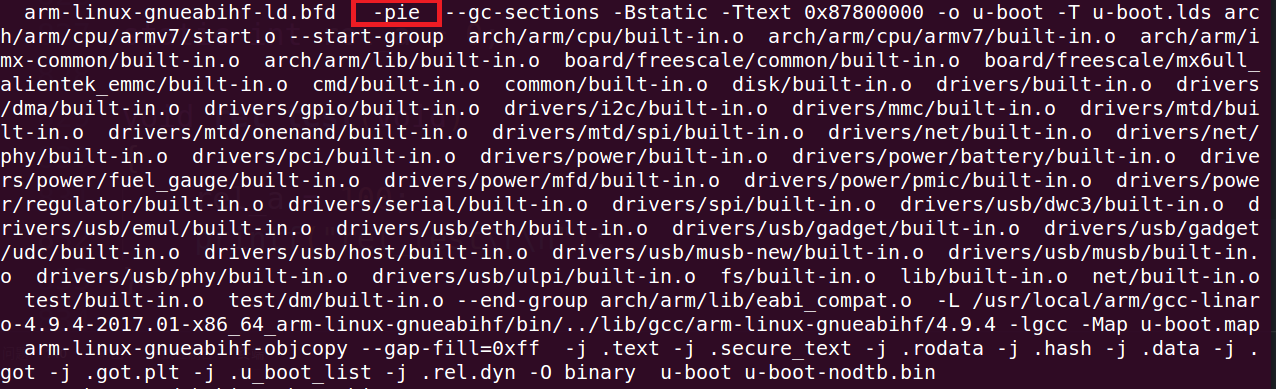 arm-linux-gnueabihf-ld.bfd   -pie  --gc-sections -Bstatic -Ttext 0x87800000 -o u-boot -T u-boot.lds arc
h/arm/cpu/armv7/start.o --start-group  arch/arm/cpu/built-in.o  arch/arm/cpu/armv7/built-in.o  arch/arm/i
mx-common/built-in.o  arch/arm/lib/built-in.o  board/freescale/common/built-in.o  board/freescale/mx6ull_
alientek_emmc/built-in.o  cmd/built-in.o  common/built-in.o  disk/built-in.o  drivers/built-in.o  drivers
/dma/built-in.o  drivers/gpio/built-in.o  drivers/i2c/built-in.o  drivers/mmc/built-in.o  drivers/mtd/bui
lt-in.o  drivers/mtd/onenand/built-in.o  drivers/mtd/spi/built-in.o  drivers/net/built-in.o  drivers/net/
phy/built-in.o  drivers/pci/built-in.o  drivers/power/built-in.o  drivers/power/battery/built-in.o  drive
rs/power/fuel_gauge/built-in.o  drivers/power/mfd/built-in.o  drivers/power/pmic/built-in.o  drivers/powe
r/regulator/built-in.o  drivers/serial/built-in.o  drivers/spi/built-in.o  drivers/usb/dwc3/built-in.o  d
rivers/usb/emul/built-in.o  drivers/usb/eth/built-in.o  drivers/usb/gadget/built-in.o  drivers/usb/gadget
/udc/built-in.o  drivers/usb/host/built-in.o  drivers/usb/musb-new/built-in.o  drivers/usb/musb/built-in.
o  drivers/usb/phy/built-in.o  drivers/usb/ulpi/built-in.o  fs/built-in.o  lib/built-in.o  net/built-in.o
test/built-in.o  test/dm/built-in.o --end-group arch/arm/lib/eabi_compat.o  -L /usr/local/arm/gcc-linar
o-4.9.4-2017.01-x86_64_arm-linux-gnueabihf/bin/../lib/gcc/arm-linux-gnueabihf/4.9.4 -lgcc -Map u-boot.map
arm-linux-gnueabihf-objcopy --gap-fill=0xff  -j .text -j .secure_text -j .rodata -j .hash -j .data -j .
got -j .got.plt -j .u_boot_list -j .rel.dyn -O binary  u-boot u-boot-nodtb.bin